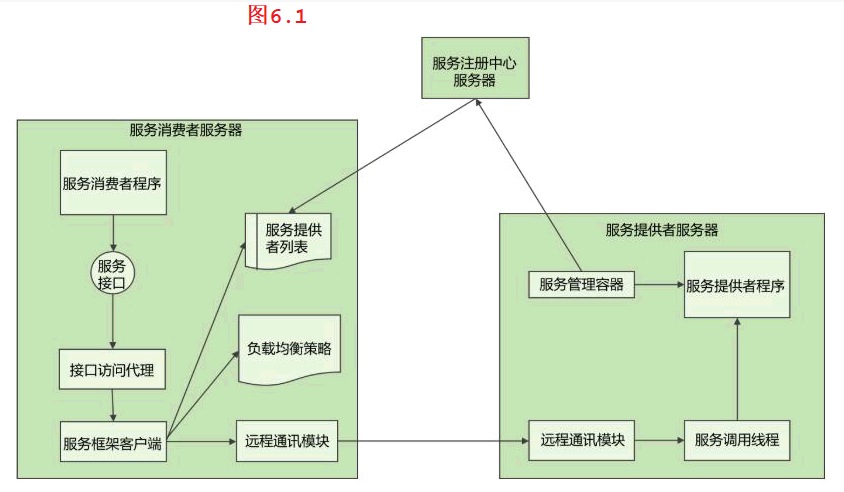 图6.1
服务注册中心
服务器
服务消费者服务器
服务消费者程序
服务
接口
接口访问代理
服务框架客户端
服务提供
者列表
负载均衡策略
远程通讯模块
服务提供者服务器
服务管理容器
服务提供者程序
远程通讯模块
服务调用线程